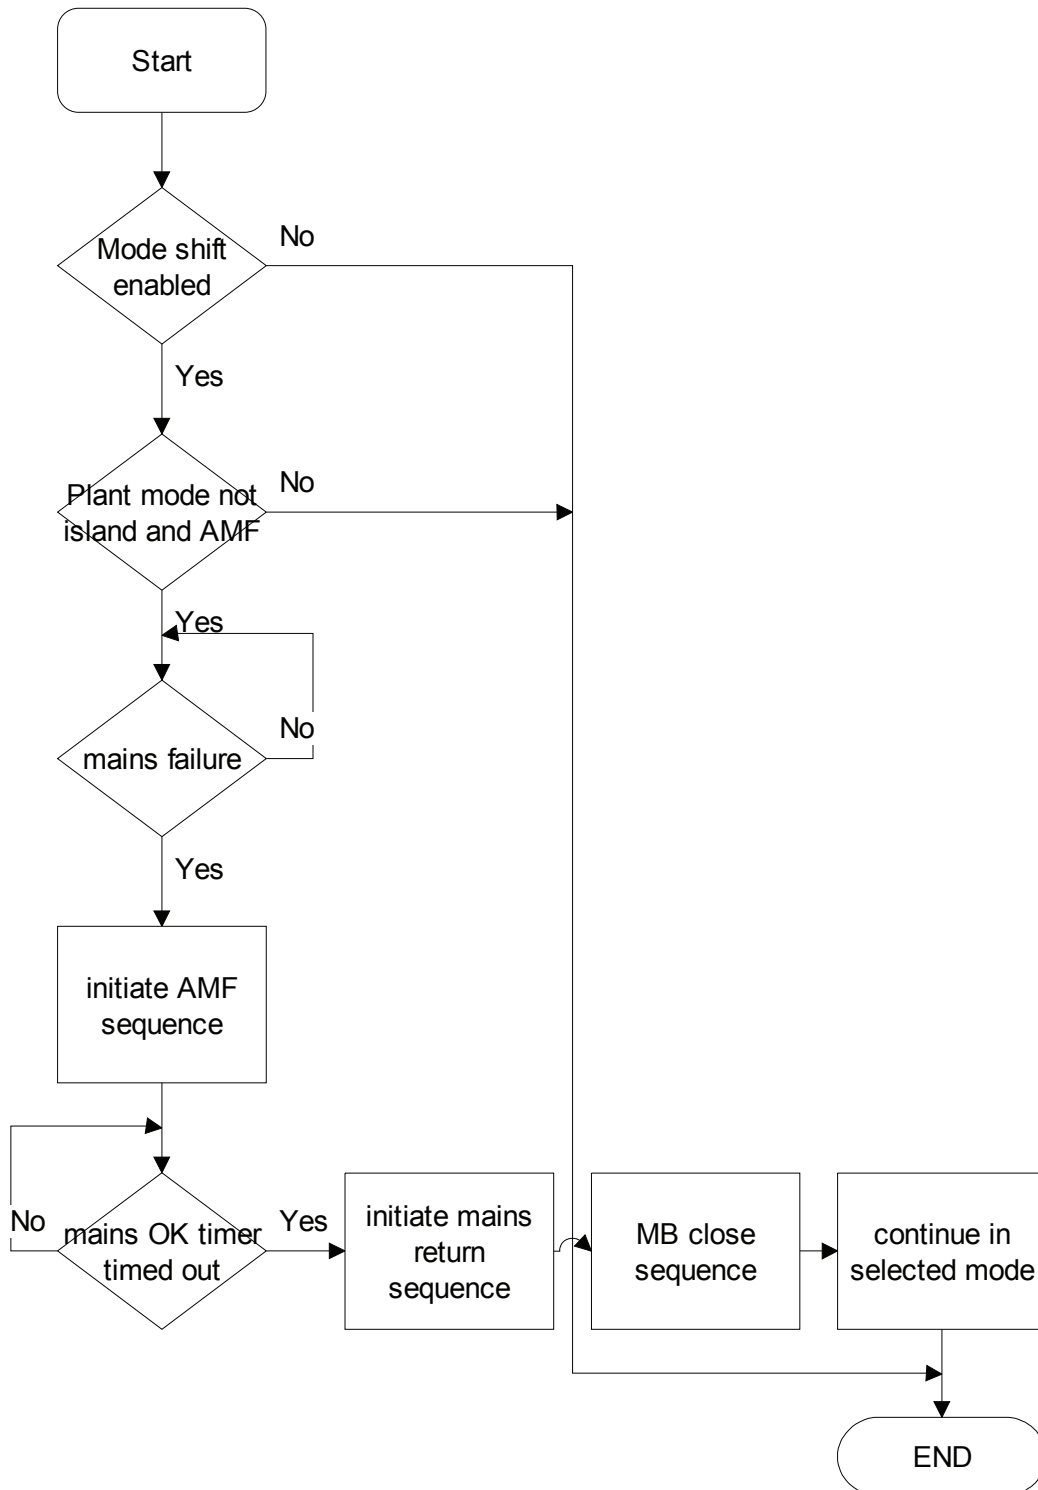 Start
Mode shift
enabled
No
Yes
Plant mode not
island and AMF
No
Yes
mains failure
No
Yes
initiate AMF
sequence
No
mains OK timer
timed out
Yes
initiate mains
return
sequence
MB close
sequence
continue in
selected mode
END